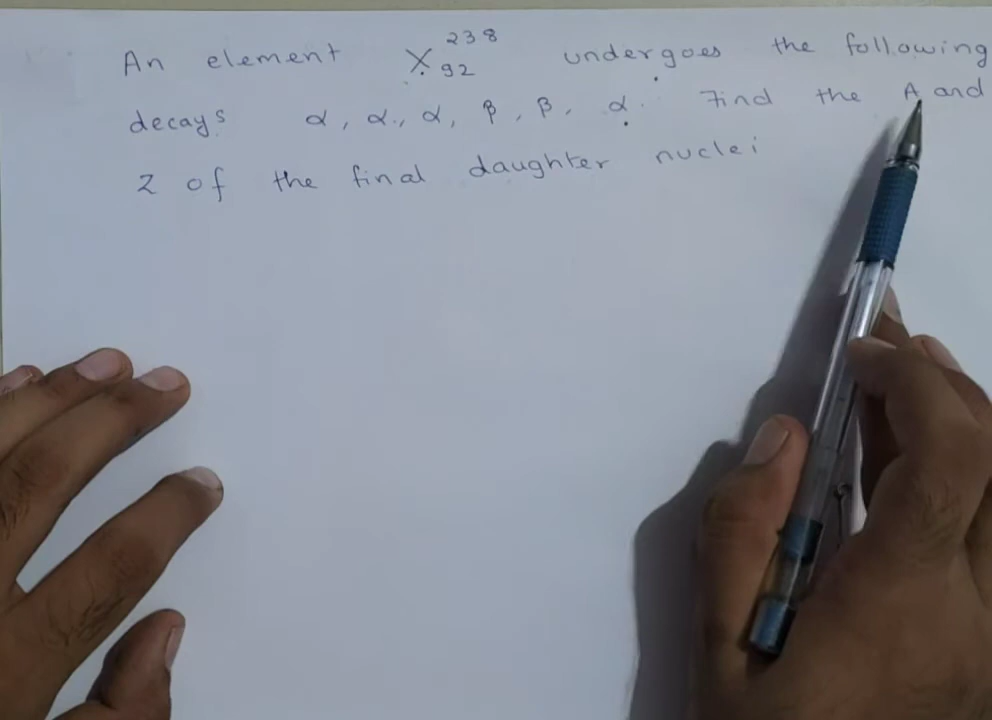 An element X 238 92 undergoes the following
decays α, α, α, β, β, α. Find the A and
Z of the final daughter nuclei